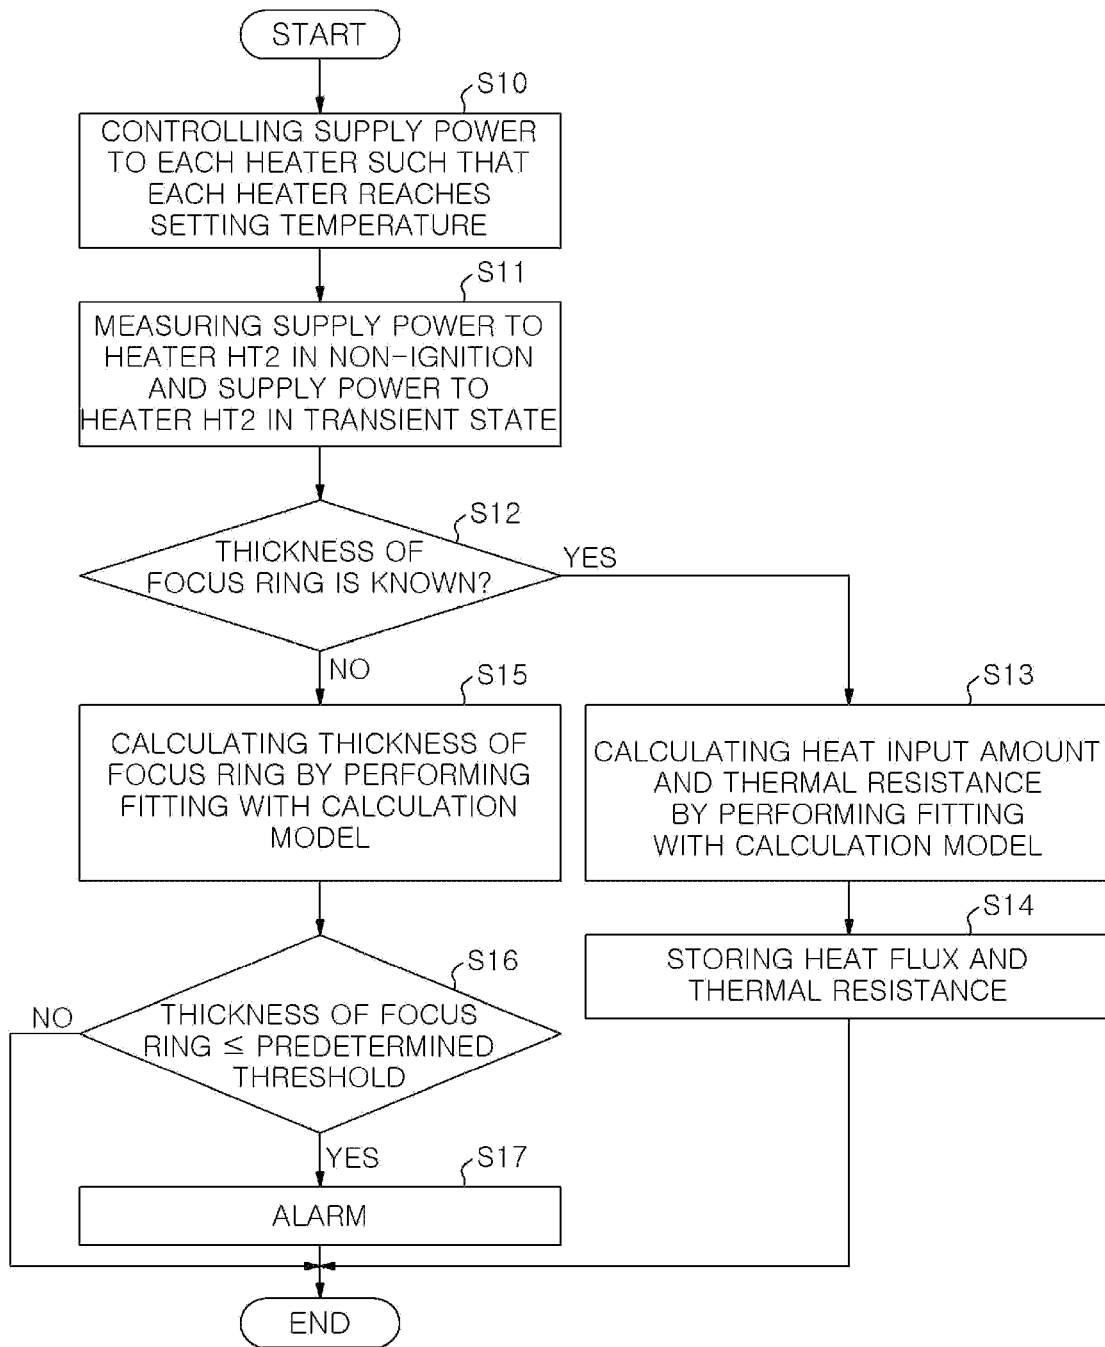 START
S10
CONTROLLING SUPPLY POWER
TO EACH HEATER SUCH THAT
EACH HEATER REACHES
SETTING TEMPERATURE
S11
MEASURING SUPPLY POWER TO
HEATER HT2 IN NON-IGNITION
AND SUPPLY POWER TO
HEATER HT2 IN TRANSIENT STATE
S12
THICKNESS OF
FOCUS RING IS KNOWN?
YES
NO
S15
CALCULATING THICKNESS OF
FOCUS RING BY PERFORMING
FITTING WITH CALCULATION
MODEL
S13
CALCULATING HEAT INPUT AMOUNT
AND THERMAL RESISTANCE
BY PERFORMING FITTING
WITH CALCULATION MODEL
S14
STORING HEAT FLUX AND
THERMAL RESISTANCE
S16
NO
THICKNESS OF FOCUS
RING ≤ PREDETERMINED
THRESHOLD
YES
S17
ALARM
END